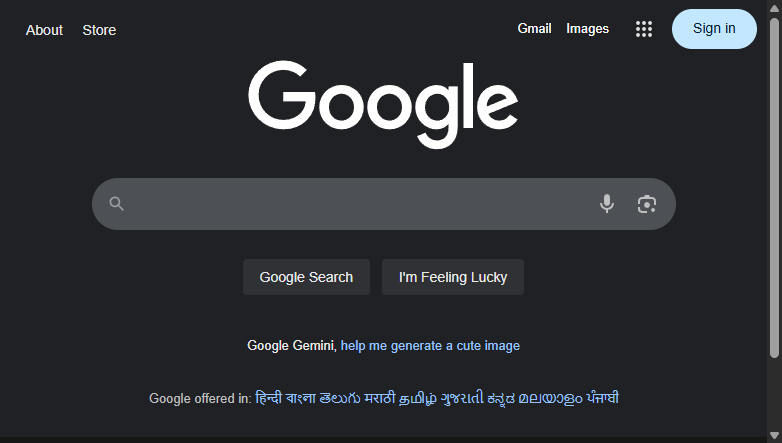 About Store Gmail Images Sign in
Google
Google Search I'm Feeling Lucky
Google Gemini, help me generate a cute image
Google offered in: हिन्दी বাংলা తెలుగు मराठी தமிழ் ગુજરાતી ಕನ್ನಡ മലയാളം ਪੰਜਾਬੀ